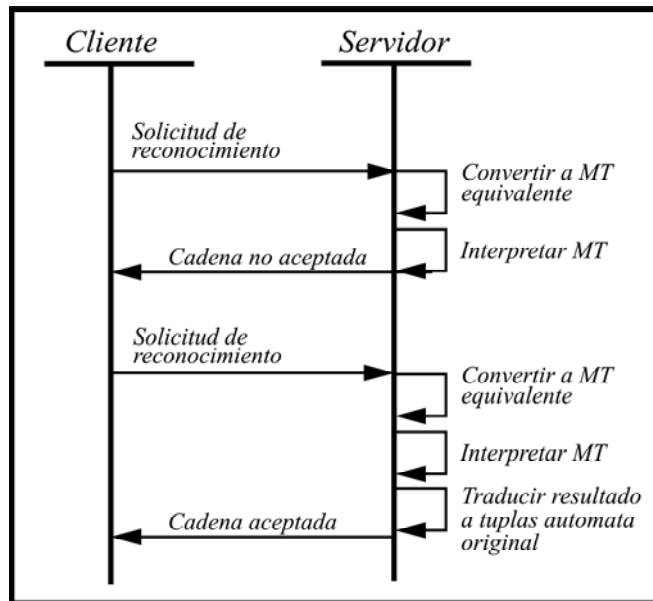 Cliente
Servidor
Solicitud de
reconocimiento
Convertir a MT
equivalente
Interpretar MT
Cadena no aceptada
Solicitud de
reconocimiento
Convertir a MT
equivalente
Interpretar MT
Traducir resultado
a tuplas automata
original
Cadena aceptada